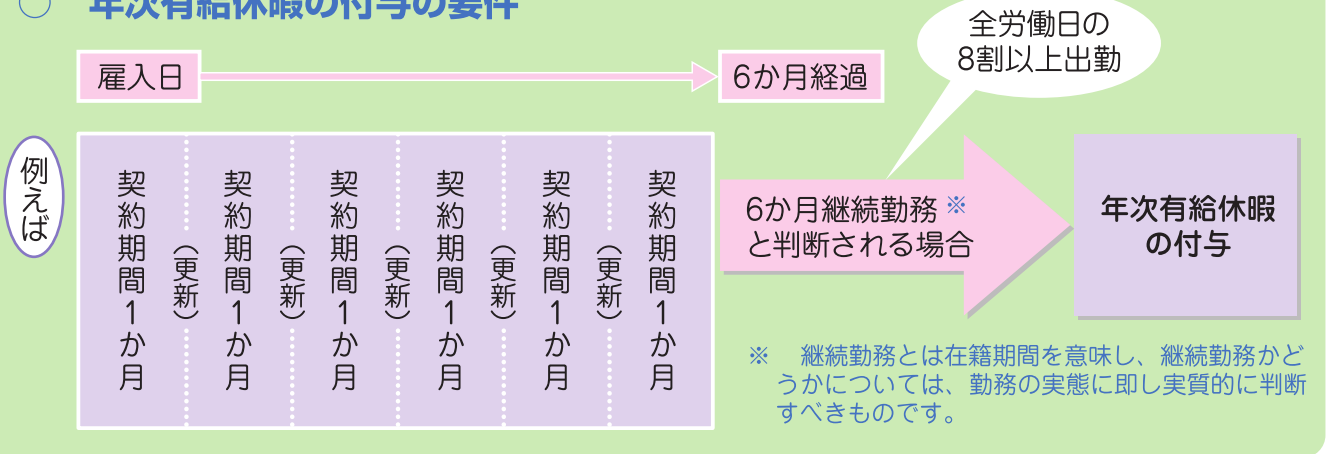 ○ 年次有給休暇の付与の要件
全労働日の
8割以上出勤
雇入日
6か月経過
例えば
契約期間1か月
（更新）
契約期間1か月
（更新）
契約期間1か月
（更新）
契約期間1か月
（更新）
契約期間1か月
（更新）
契約期間1か月
6か月継続勤務※
と判断される場合
年次有給休暇
の付与
※ 継続勤務とは在籍期間を意味し、継続勤務かど
うかについては、勤務の実態に即し実質的に判断
すべきものです。